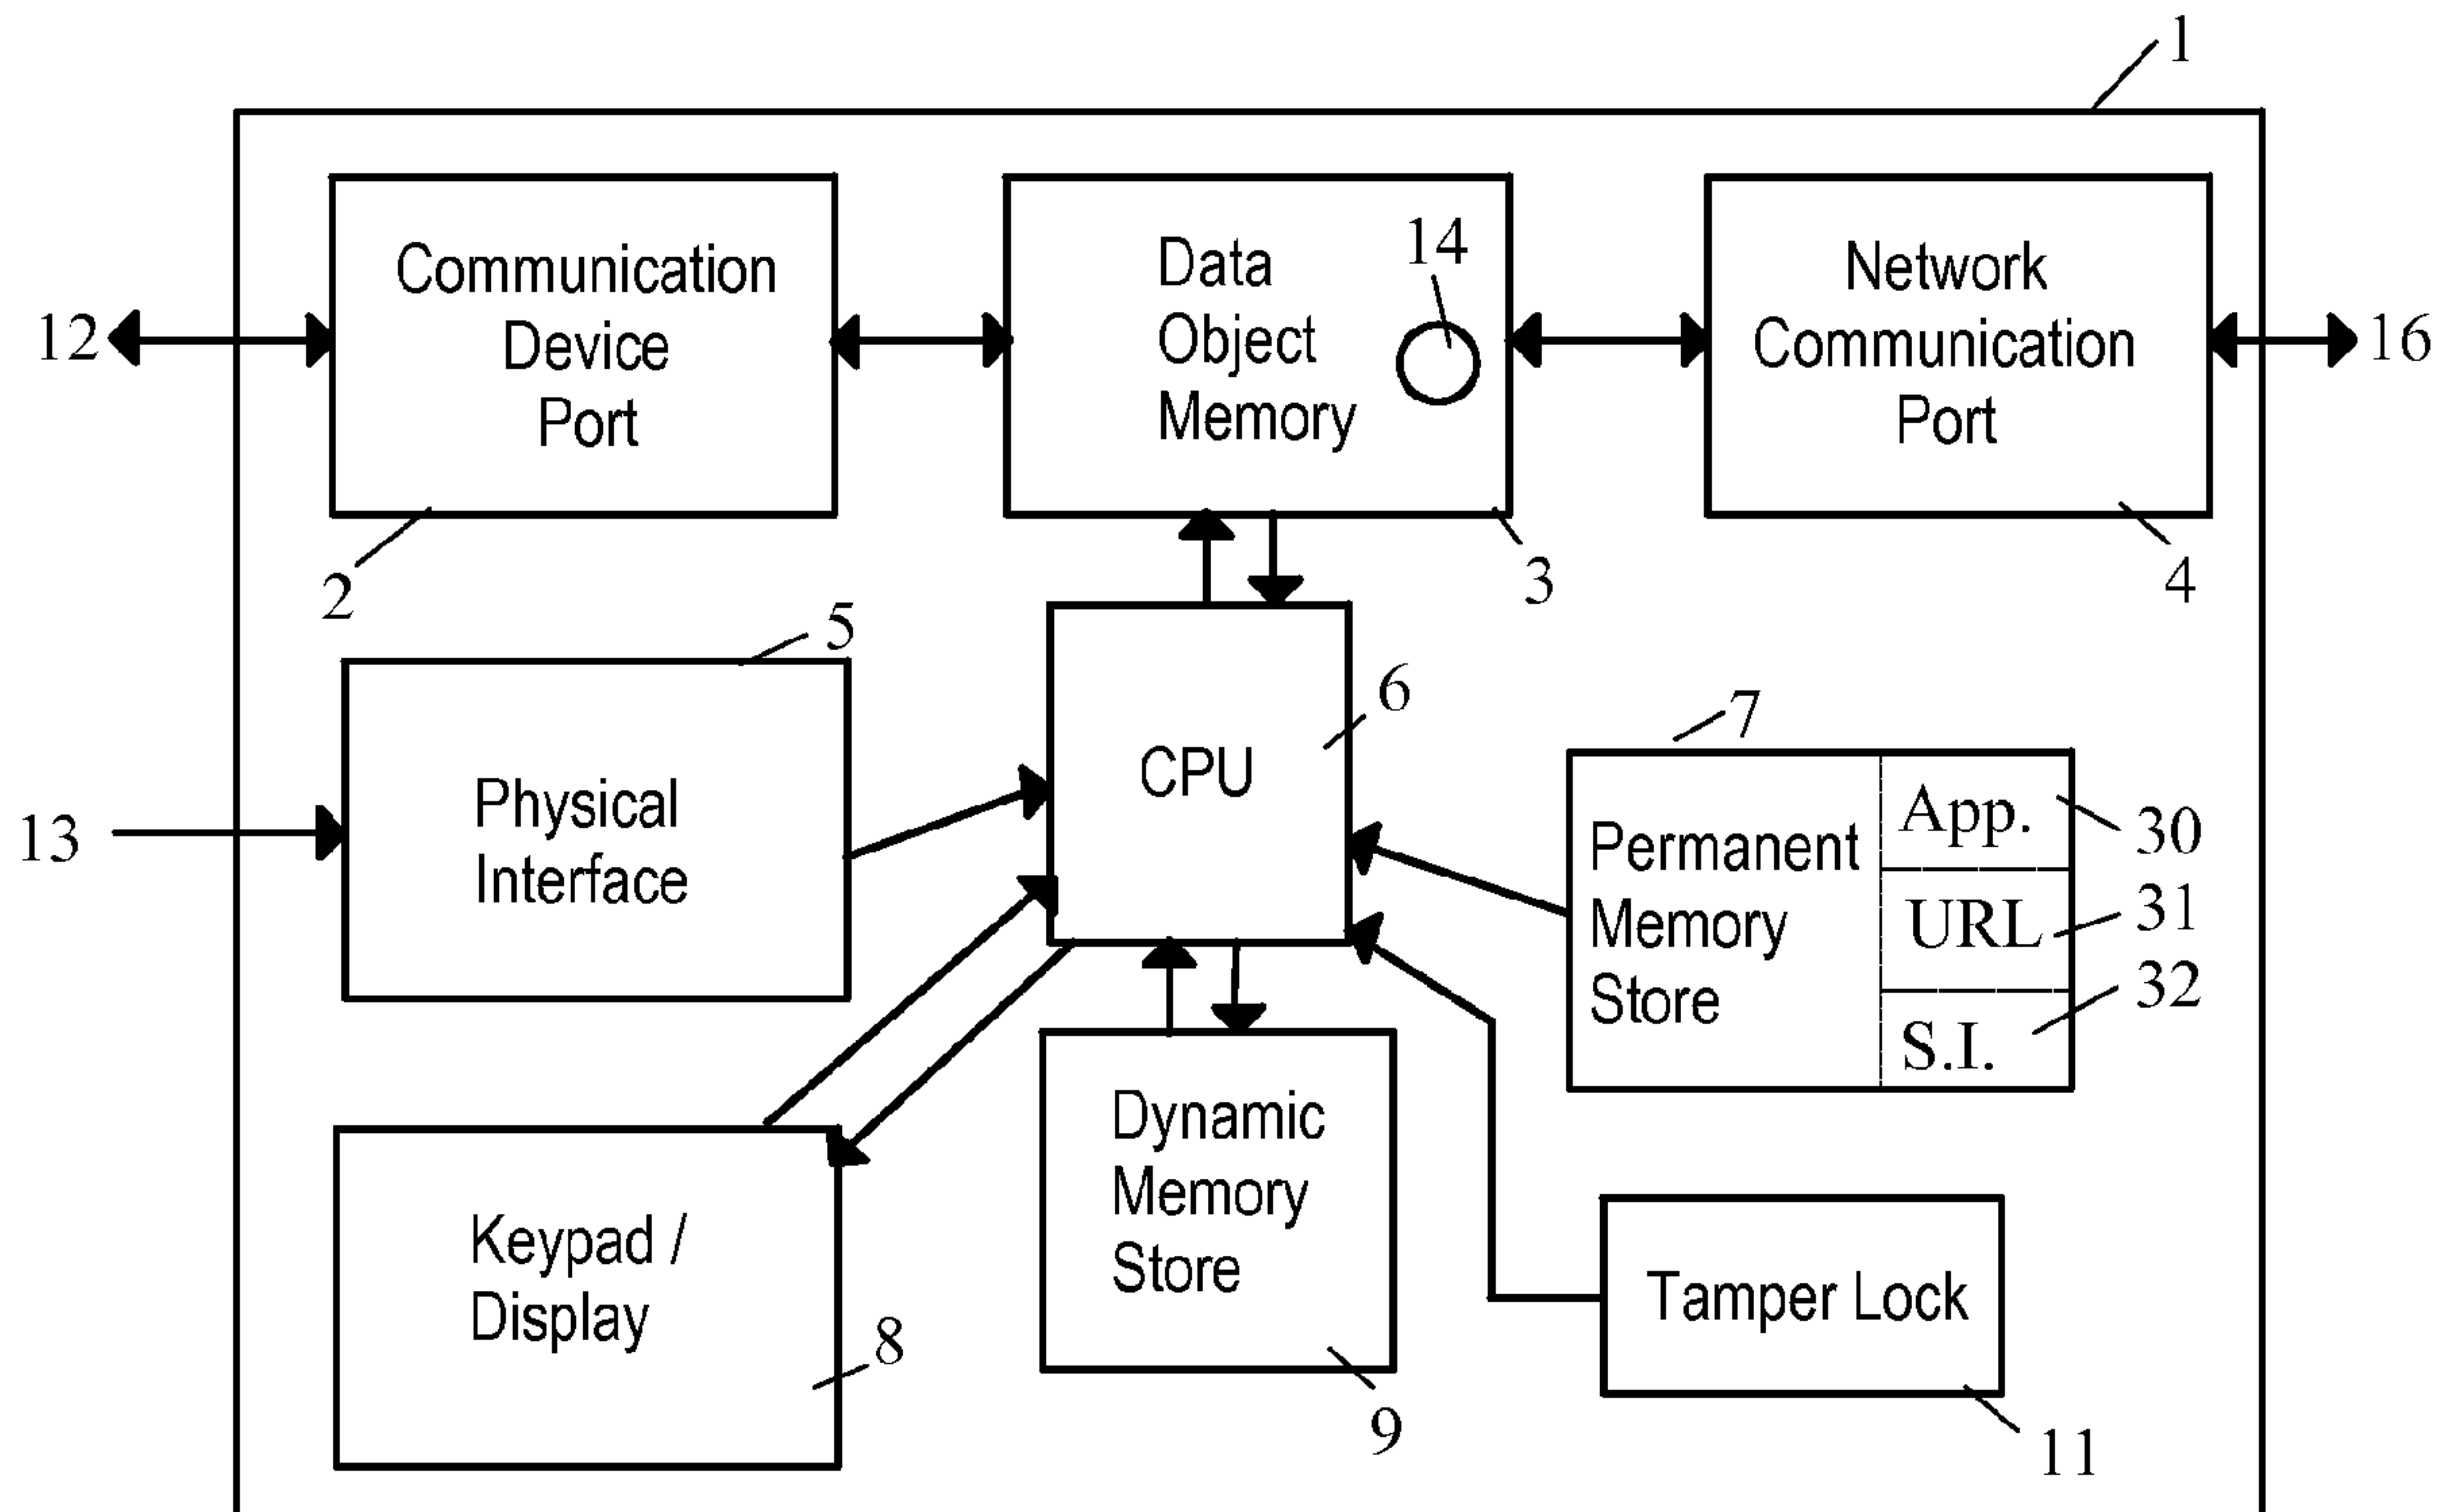 1
Communication
Device
Port
Data
Object
Memory
14
Network
Communication
Port
12
16
2
3
4
5
Physical
Interface
13
CPU
6
7
Permanent
Memory
Store
App.
URL
S.I.
30
31
32
Keypad /
Display
8
Dynamic
Memory
Store
9
Tamper Lock
11